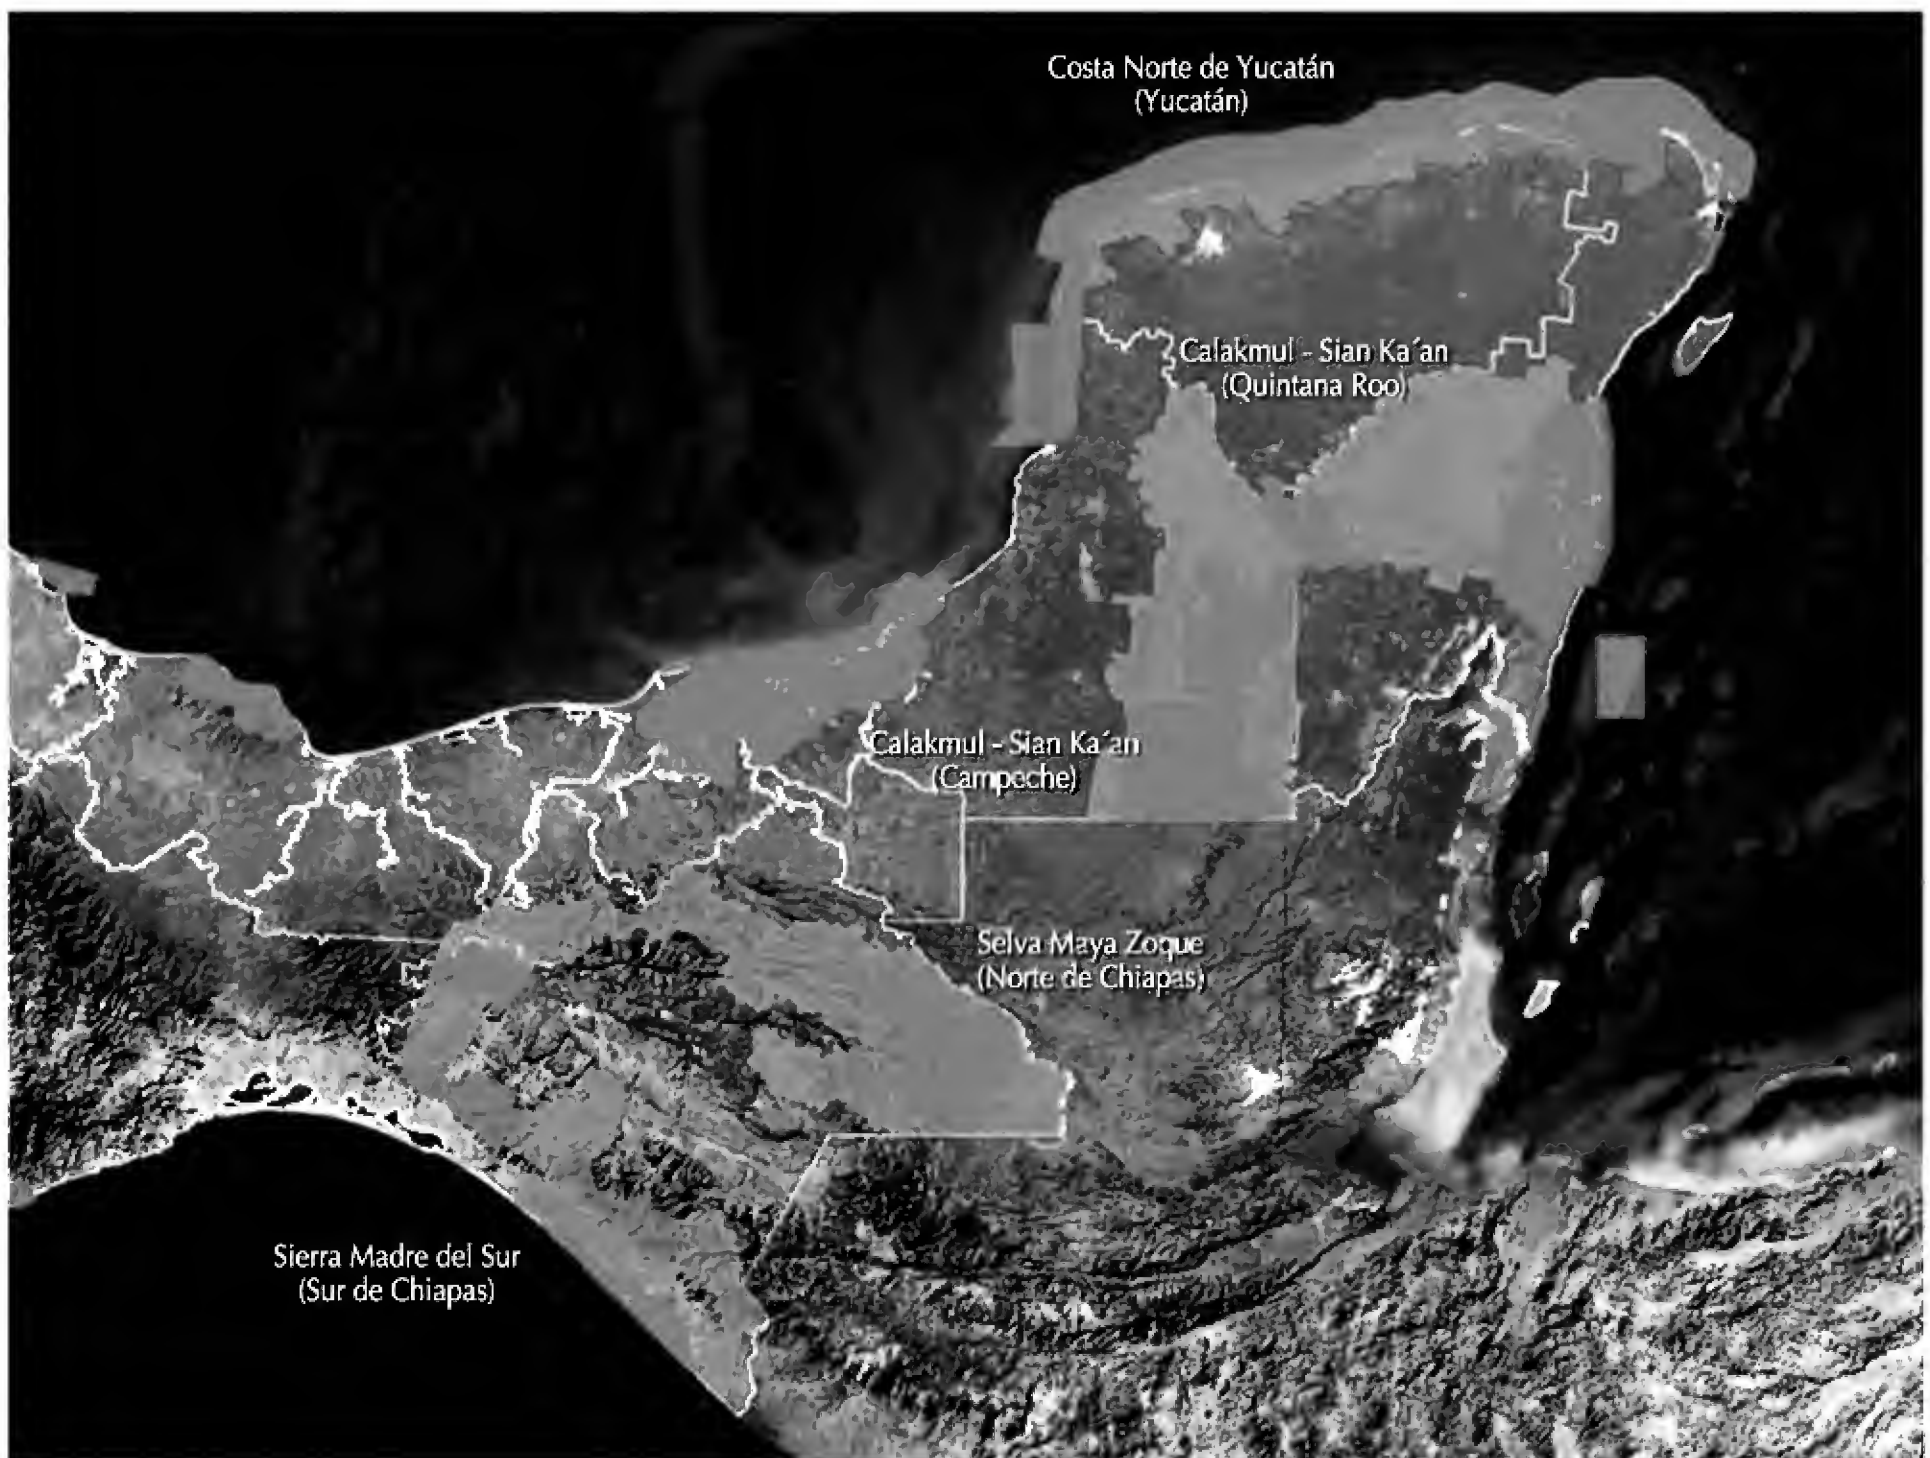 Costa Norte de Yucatán
(Yucatán)
Calakmul - Sian Ka´an
(Quintana Roo)
Calakmul - Sian Ka´an
(Campeche)
Selva Maya Zoque
(Norte de Chiapas)
Sierra Madre del Sur
(Sur de Chiapas)